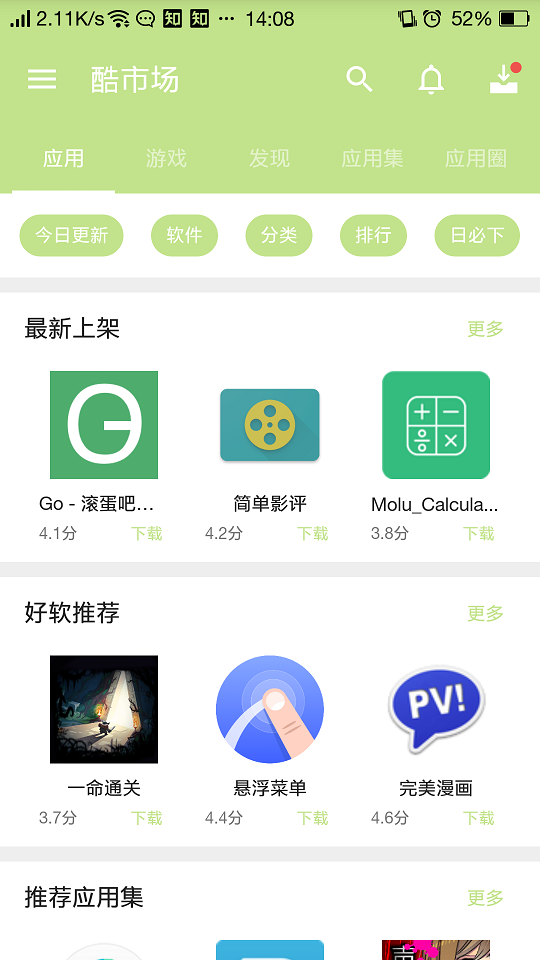 2.11K/s 知 知 ··· 14:08 52%
酷市场
应用 游戏 发现 应用集 应用圈
今日更新 软件 分类 排行 日必下
最新上架 更多
G
Go - 滚蛋吧... 简单影评 Molu_Calcula...
4.1分 下载 4.2分 下载 3.8分 下载
好软推荐 更多
PV!
一命通关 悬浮菜单 完美漫画
3.7分 下载 4.4分 下载 4.6分 下载
推荐应用集 更多